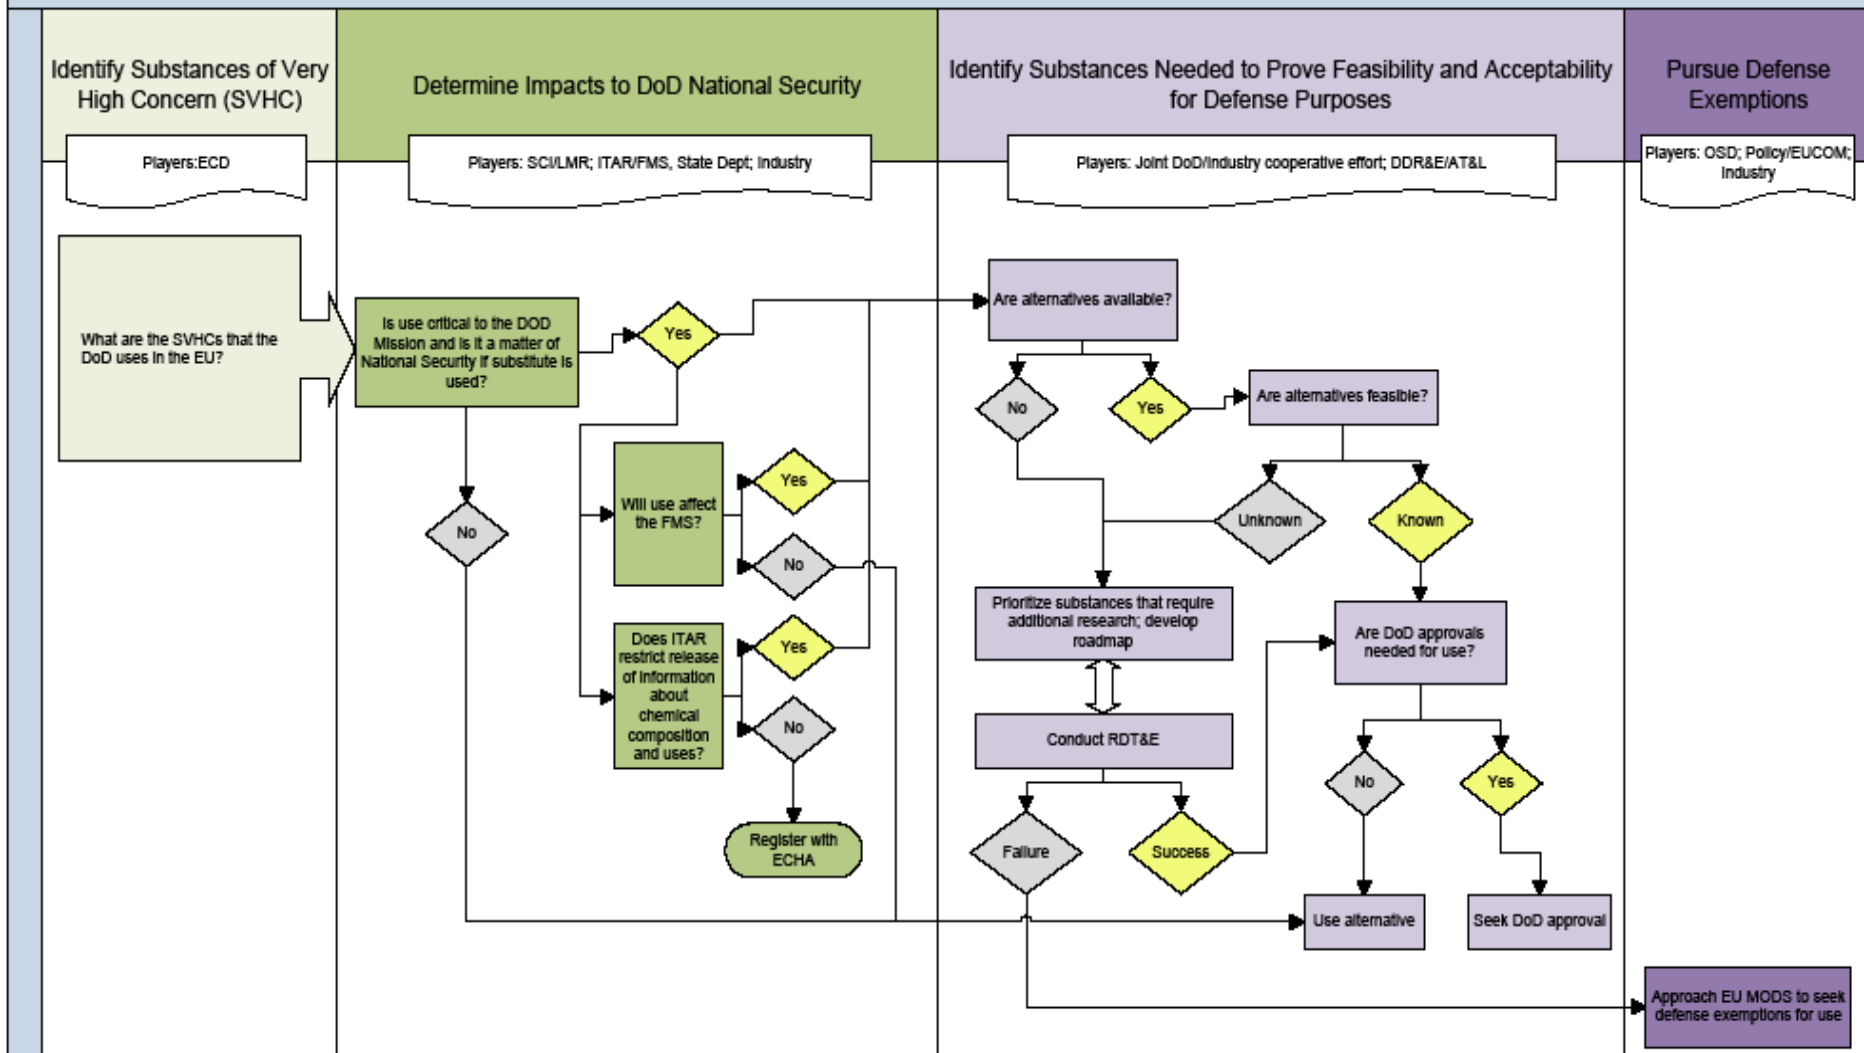 Identify Substances of Very
High Concern (SVHC)
Determine Impacts to DoD National Security
Identify Substances Needed to Prove Feasibility and Acceptability
for Defense Purposes
Pursue Defense
Exemptions
Players:ECD
Players: SCI/LMR; ITAR/FMS, State Dept; Industry
Players: Joint DoD/Industry cooperative effort; DDR&E/AT&L
Players: OSD; Policy/EUCOM;
Industry
What are the SVHCs that the
DoD uses in the EU?
Is use critical to the DOD
Mission and is it a matter of
National Security if substitute is
used?
Yes
No
Will use affect
the FMS?
Yes
No
Does ITAR
restrict release
of information
about
chemical
composition
and uses?
Yes
No
Register with
ECHA
Are alternatives available?
No
Yes
Are alternatives feasible?
Unknown
Known
Prioritize substances that require
additional research; develop
roadmap
Are DoD approvals
needed for use?
Conduct RDT&E
No
Yes
Failure
Success
Use alternative
Seek DoD approval
Approach EU MODS to seek
defense exemptions for use